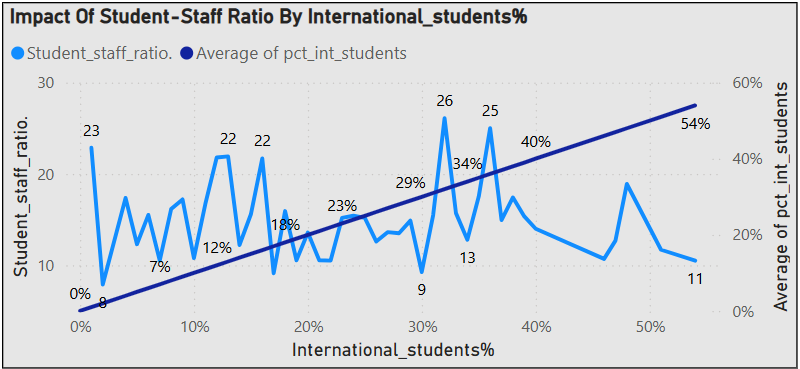 Impact Of Student-Staff Ratio By International_students%
Student_staff_ratio. Average of pct_int_students
30 60%
26
25
23 22 22 54%
40% 40%
20 34%
29%
23%
18% 20%
12%
13
10 7%
9 11
0% 8
0%
0% 10% 20% 30% 40% 50%
International_students%
Student_staff_ratio.
Average of pct_int_students